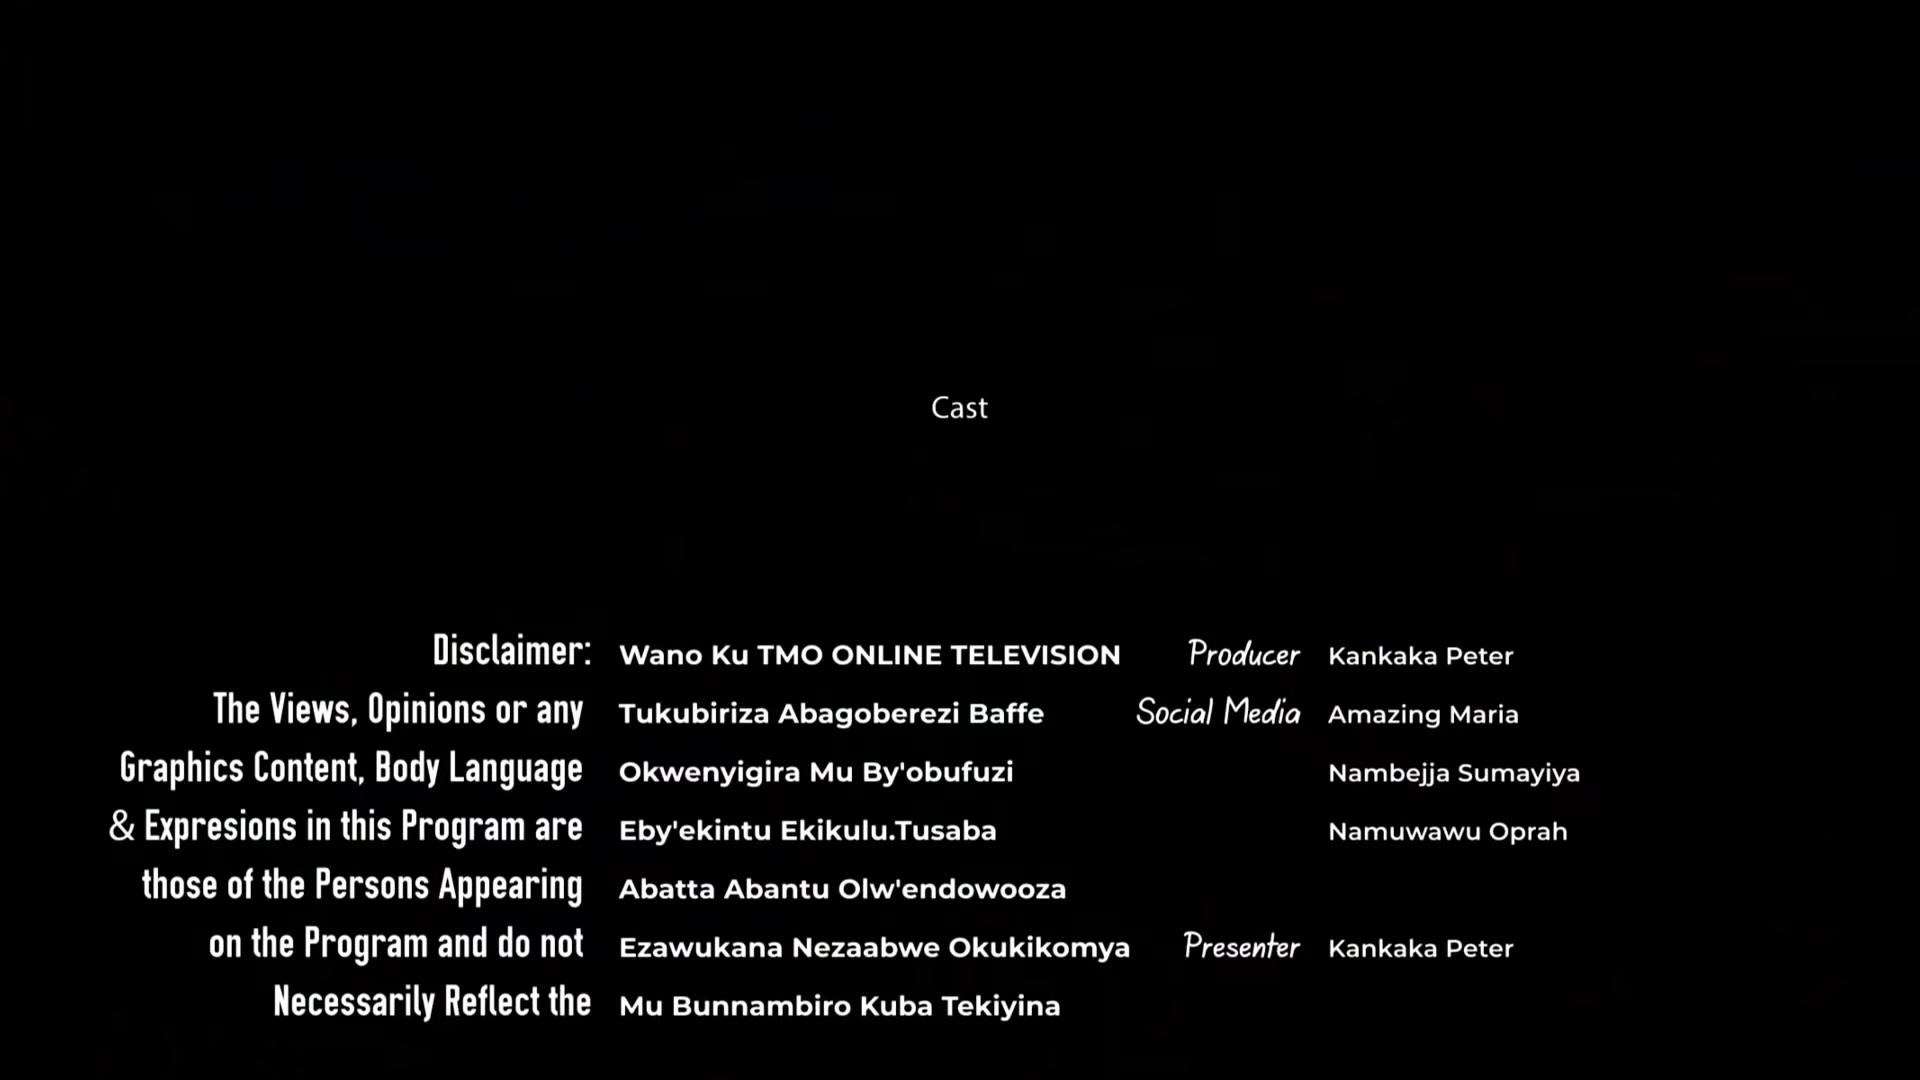 Cast
Disclaimer:
The Views, Opinions or any
Graphics Content, Body Language
& Expresions in this Program are
those of the Persons Appearing
on the Program and do not
Necessarily Reflect the
Wano Ku TMO ONLINE TELEVISION
Tukubiriza Abagoberezi Baffe
Okwenyigira Mu By'obufuzi
Eby'ekintu Ekikulu.Tusaba
Abatta Abantu Olw'endowooza
Ezawukana Nezaabwe Okukikomya
Mu Bunnambiro Kuba Tekiyina
Producer Kankaka Peter
Social Media Amazing Maria
Nambejja Sumayiya
Namuwawu Oprah
Presenter Kankaka Peter